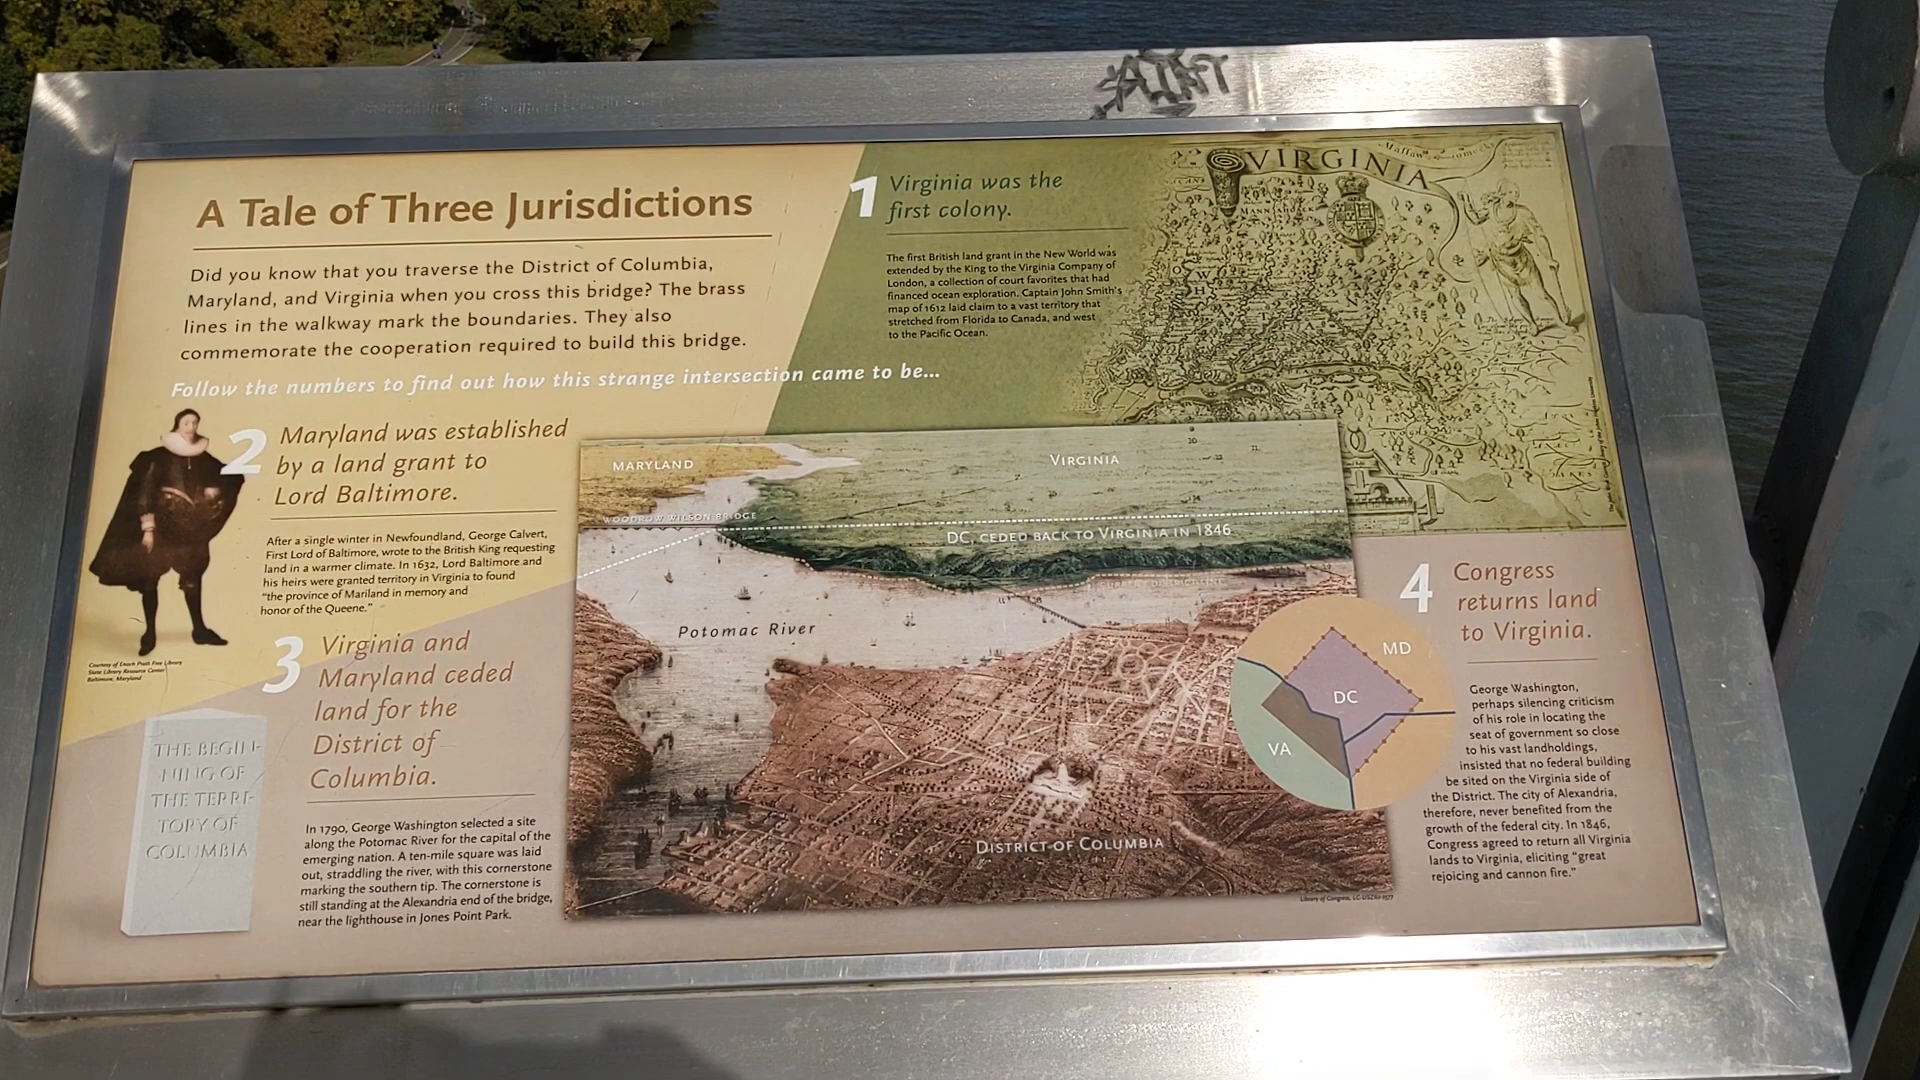 SAINT
A Tale of Three Jurisdictions
Did you know that you traverse the District of Columbia,
Maryland, and Virginia when you cross this bridge? The brass
lines in the walkway mark the boundaries. They also
commemorate the cooperation required to build this bridge.
Follow the numbers to find out how this strange intersection came to be...
1
Virginia was the
first colony.
The first British land grant in the New World was
extended by the King to the Virginia Company of
London, a collection of court favorites that had
financed ocean exploration. Captain John Smith's
map of 1612 laid claim to a vast territory that
stretched from Florida to Canada, and west
to the Pacific Ocean.
VIRGINIA
2
Maryland was established
by a land grant to
Lord Baltimore.
After a single winter in Newfoundland, George Calvert,
First Lord of Baltimore, wrote to the British King requesting
land in a warmer climate. In 1632, Lord Baltimore and
his heirs were granted territory in Virginia to found
"the province of Mariland in memory and
honor of the Queene."
Courtesy of Enoch Pratt Free Library
State Library Resource Center
Baltimore, Maryland
3
Virginia and
Maryland ceded
land for the
District of
Columbia.
In 1790, George Washington selected a site
along the Potomac River for the capital of the
emerging nation. A ten-mile square was laid
out, straddling the river, with this cornerstone
marking the southern tip. The cornerstone is
still standing at the Alexandria end of the bridge,
near the lighthouse in Jones Point Park.
THE BEGIN-
NING OF
THE TERRI-
TORY OF
COLUMBIA
MARYLAND
VIRGINIA
WOODROW WILSON BRIDGE
DC, CEDED BACK TO VIRGINIA IN 1846
Potomac River
DISTRICT OF COLUMBIA
MD
DC
VA
4
Congress
returns land
to Virginia.
George Washington,
perhaps silencing criticism
of his role in locating the
seat of government so close
to his vast landholdings,
insisted that no federal building
be sited on the Virginia side of
the District. The city of Alexandria,
therefore, never benefited from the
growth of the federal city. In 1846,
Congress agreed to return all Virginia
lands to Virginia, eliciting "great
rejoicing and cannon fire."